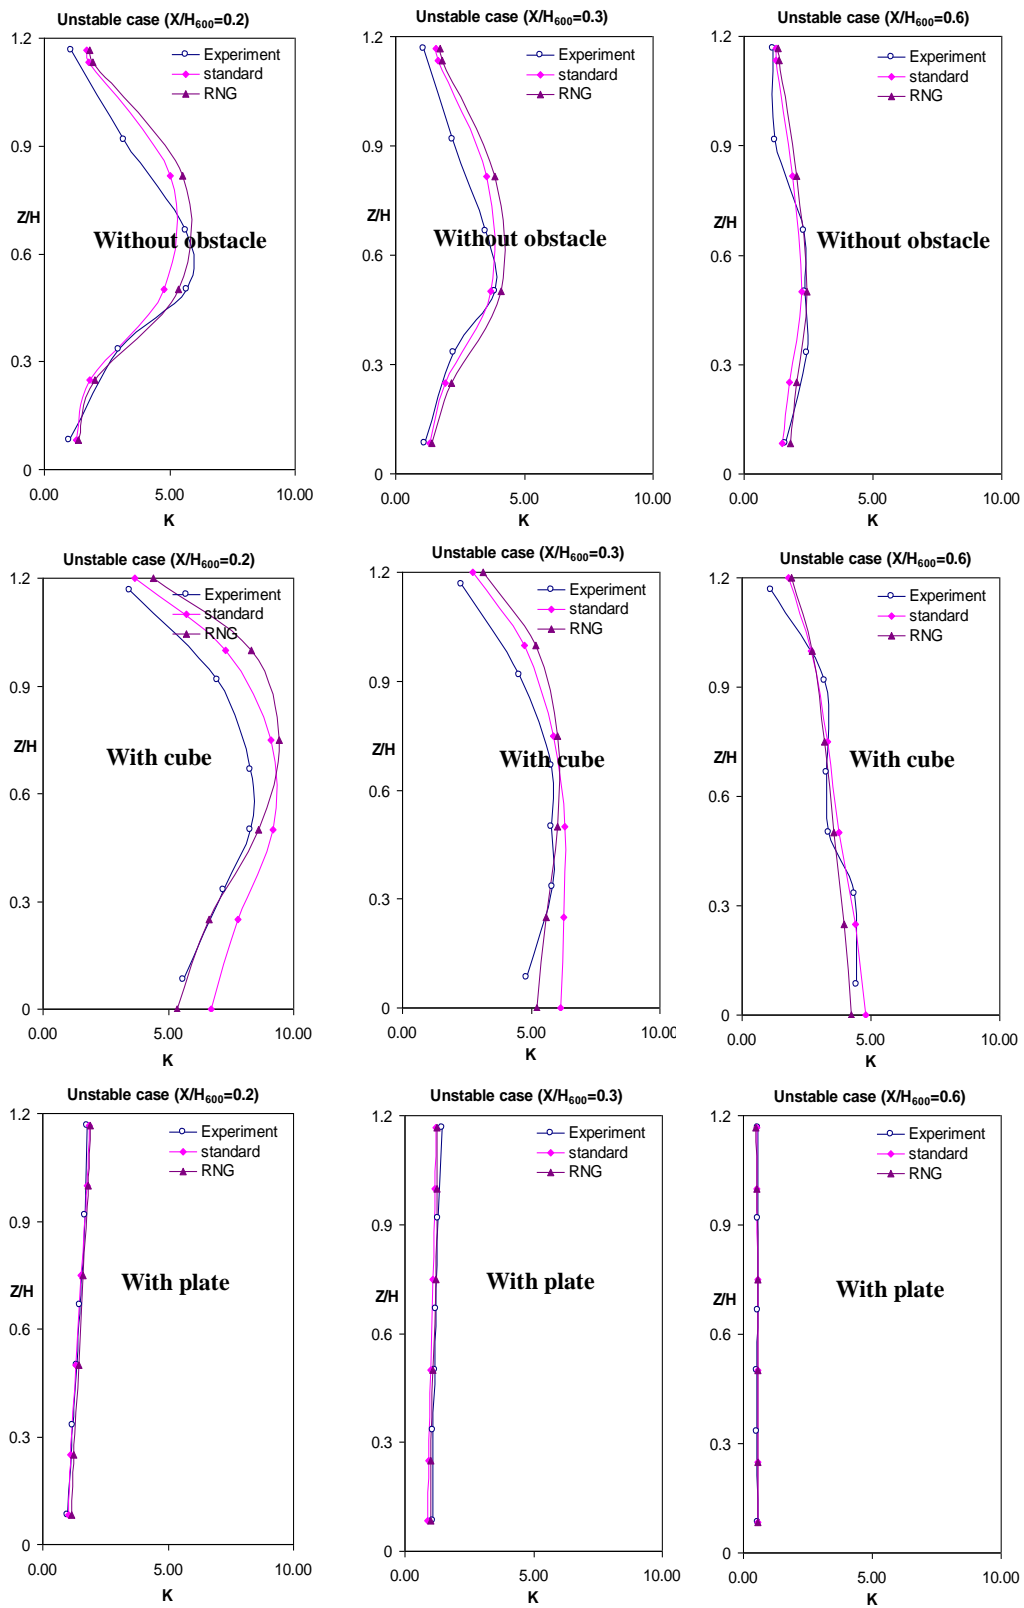 Unstable case (X/H600=0.2)
1.2
0.9
Z/H
0.6
0.3
0
0.00 5.00 10.00
K
Experiment
standard
RNG
Without obstacle
Unstable case (X/H600=0.3)
1.2
0.9
Z/H
0.6
0.3
0
0.00 5.00 10.00
K
Experiment
standard
RNG
Without obstacle
Unstable case (X/H600=0.6)
1.2
0.9
Z/H
0.6
0.3
0
0.00 5.00 10.00
K
Experiment
standard
RNG
Without obstacle
Unstable case (X/H600=0.2)
1.2
0.9
Z/H
0.6
0.3
0
0.00 5.00 10.00
K
Experiment
standard
RNG
With cube
Unstable case (X/H600=0.3)
1.2
0.9
Z/H
0.6
0.3
0
0.00 5.00 10.00
K
Experiment
standard
RNG
With cube
Unstable case (X/H600=0.6)
1.2
0.9
Z/H
0.6
0.3
0
0.00 5.00 10.00
K
Experiment
standard
RNG
With cube
Unstable case (X/H600=0.2)
1.2
0.9
Z/H
0.6
0.3
0
0.00 5.00 10.00
K
Experiment
standard
RNG
With plate
Unstable case (X/H600=0.3)
1.2
0.9
Z/H
0.6
0.3
0
0.00 5.00 10.00
K
Experiment
standard
RNG
With plate
Unstable case (X/H600=0.6)
1.2
0.9
Z/H
0.6
0.3
0
0.00 5.00 10.00
K
Experiment
standard
RNG
With plate